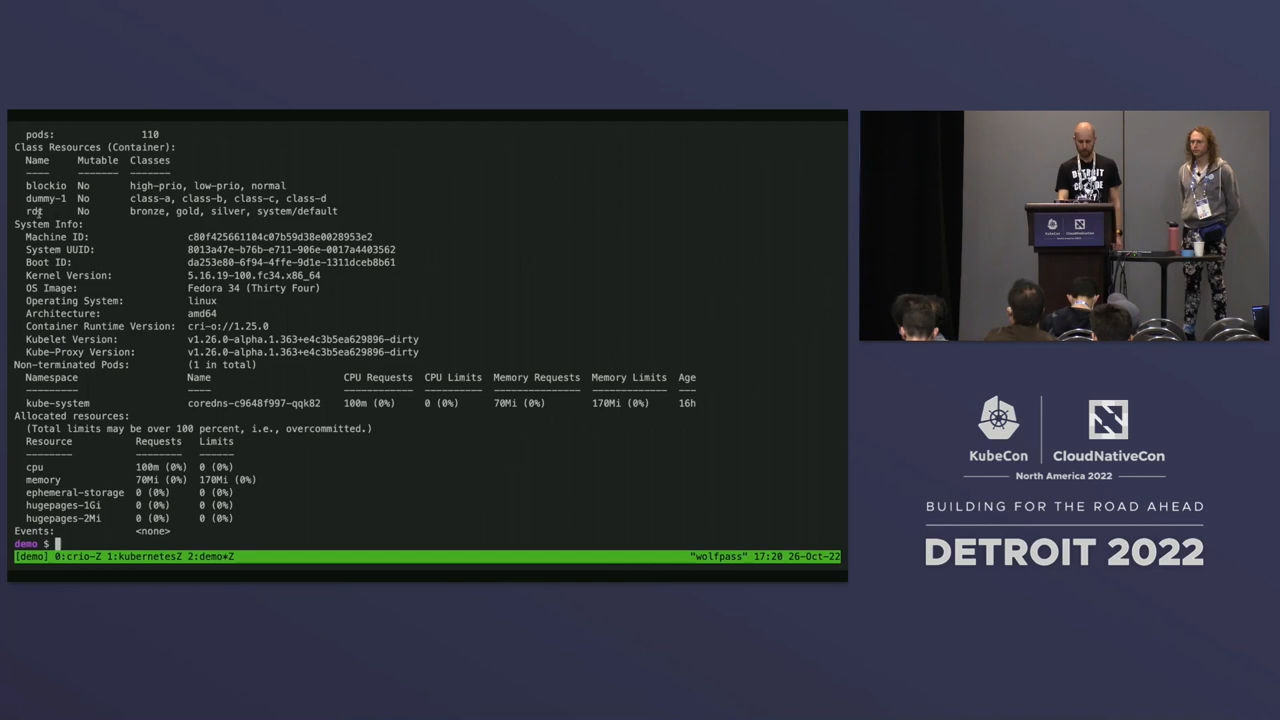 pods: 110
Class Resources (Container):
Name Mutable Classes
---- ------- -------
blockio No high-prio, low-prio, normal
dummy-1 No class-a, class-b, class-c, class-d
rdt No bronze, gold, silver, system/default
System Info:
Machine ID: c80f425661104c07b59d38e0028953e2
System UUID: 8013a47e-b76b-e711-906e-0017a4403562
Boot ID: da253e80-6f94-4ffe-9d1e-1311dceb8b61
Kernel Version: 5.16.19-100.fc34.x86_64
OS Image: Fedora 34 (Thirty Four)
Operating System: linux
Architecture: amd64
Container Runtime Version: cri-o://1.25.0
Kubelet Version: v1.26.0-alpha.1.363+e4c3b5ea629896-dirty
Kube-Proxy Version: v1.26.0-alpha.1.363+e4c3b5ea629896-dirty
Non-terminated Pods: (1 in total)
Namespace Name CPU Requests CPU Limits Memory Requests Memory Limits Age
--------- ---- ------------ ---------- --------------- ------------- ---
kube-system coredns-c9648f997-qqk82 100m (0%) 0 (0%) 70Mi (0%) 170Mi (0%) 16h
Allocated resources:
(Total limits may be over 100 percent, i.e., overcommitted.)
Resource Requests Limits
-------- -------- ------
cpu 100m (0%) 0 (0%)
memory 70Mi (0%) 170Mi (0%)
ephemeral-storage 0 (0%) 0 (0%)
hugepages-1Gi 0 (0%) 0 (0%)
hugepages-2Mi 0 (0%) 0 (0%)
Events: <none>
demo $
[demo] 0:crio-Z 1:kubernetesZ 2:demo*Z "wolfpass" 17:20 26-Oct-22
DETROIT
KubeCon CloudNativeCon
North America 2022
BUILDING FOR THE ROAD AHEAD
DETROIT 2022